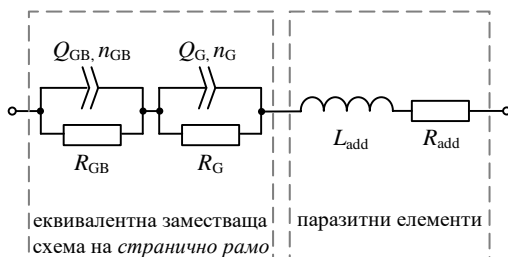 Q_GB, n_GB Q_G, n_G
R_GB R_G L_add R_add
еквивалентна заместваща паразитни елементи
схема на странично рамо